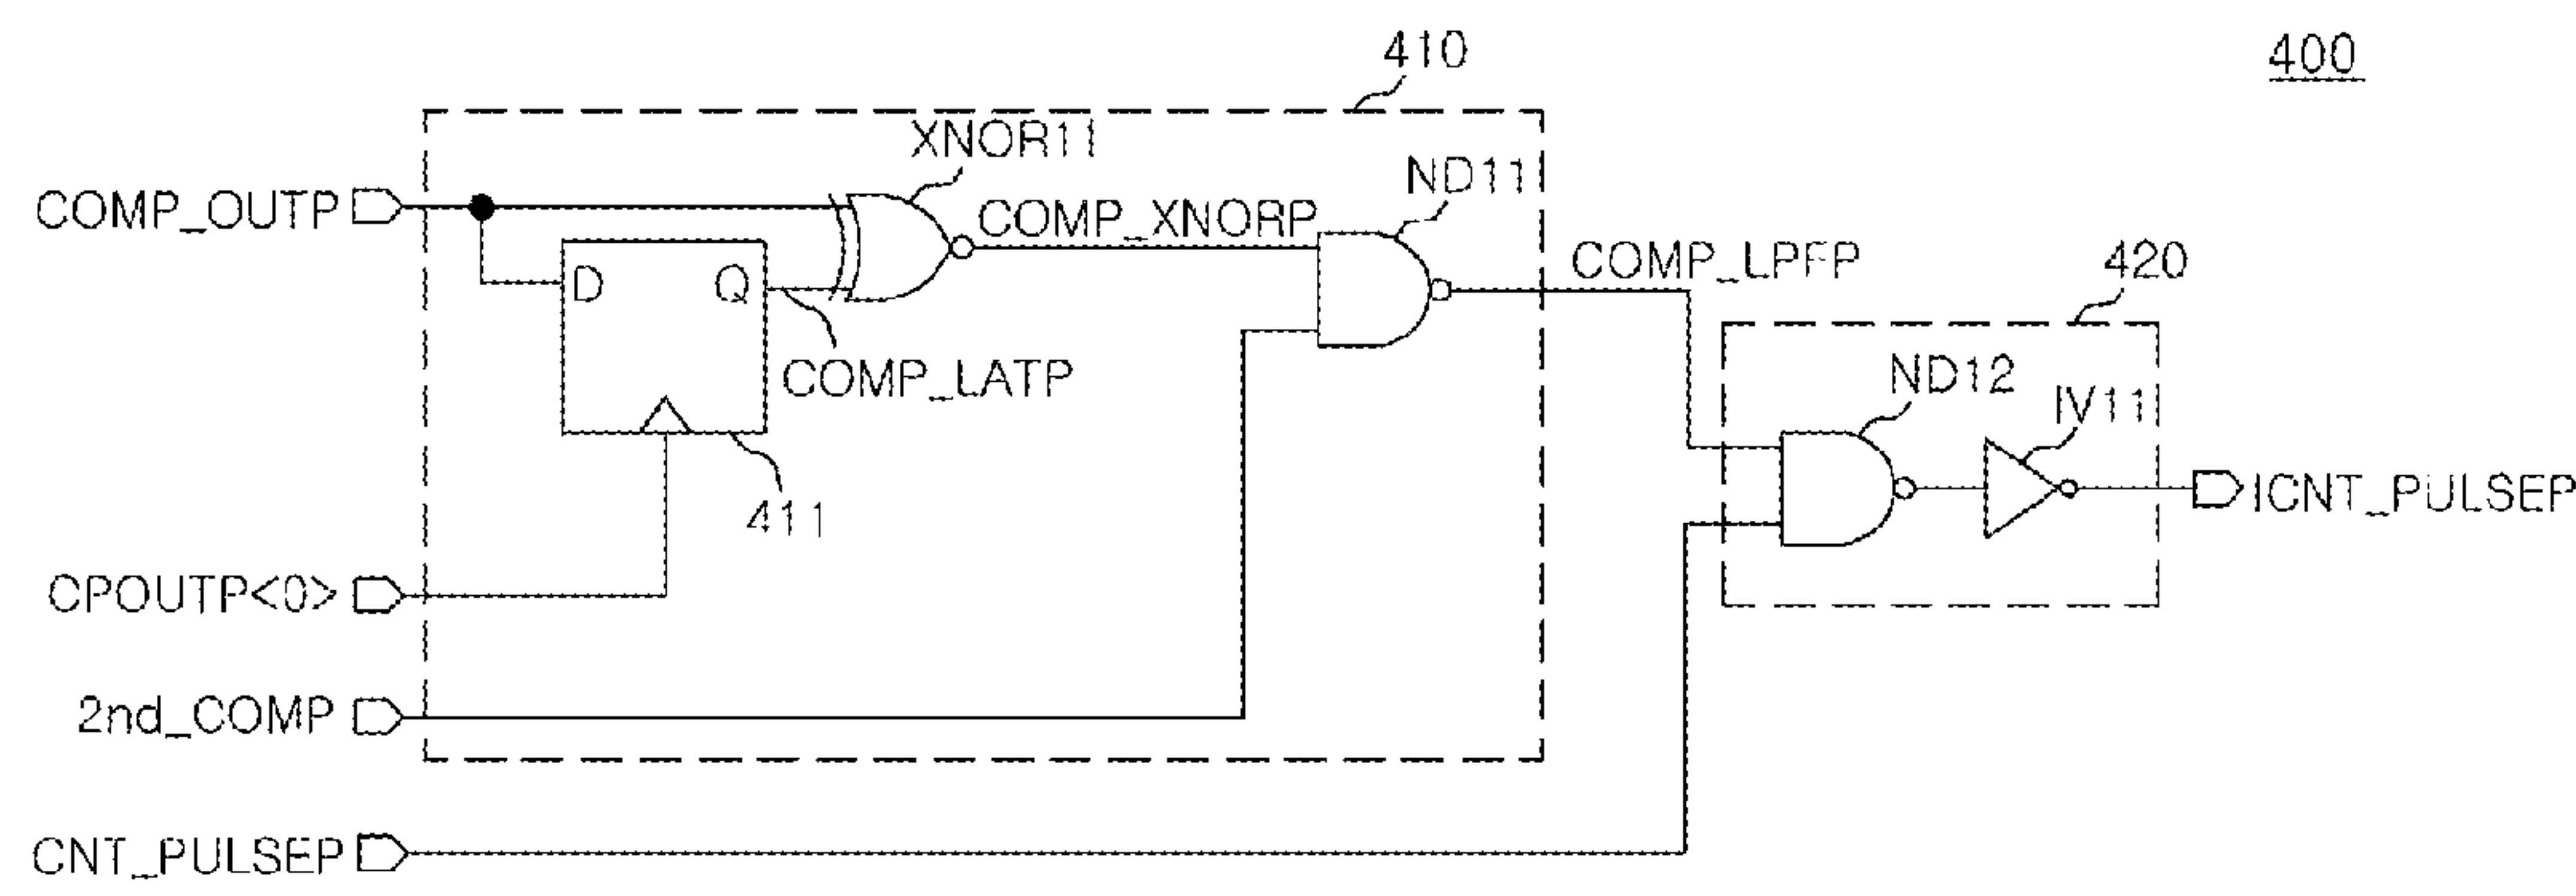 400
410
XNOR11
ND11
COMP_OUTP
COMP_XNORP
COMP_LPFP
420
D
Q
COMP_LATP
ND12
IV11
411
ICNT_PULSEP
CPOUTP<0>
2nd_COMP
CNT_PULSEP